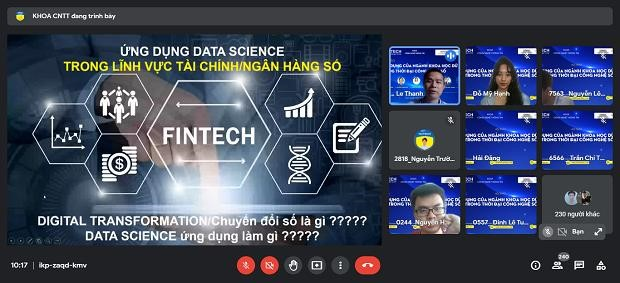 KHOA CNTT đang trình bày
ỨNG DỤNG DATA SCIENCE
TRONG LĨNH VỰC TÀI CHÍNH/NGÂN HÀNG SỐ
FINTECH
DIGITAL TRANSFORMATION/Chuyển đổi số là gì ?????
DATA SCIENCE ứng dụng làm gì ?????
Le Thanh
Đỗ Mỹ Hạnh
7563_Nguyễn Lê...
2818_Nguyễn Trườ...
Hải Đăng
6566_ Trần Chí T...
0244_Nguyễn H...
0557_Đinh Lê Tu...
230 người khác
Bạn
10:17 | ikp-zaqd-kmv
240